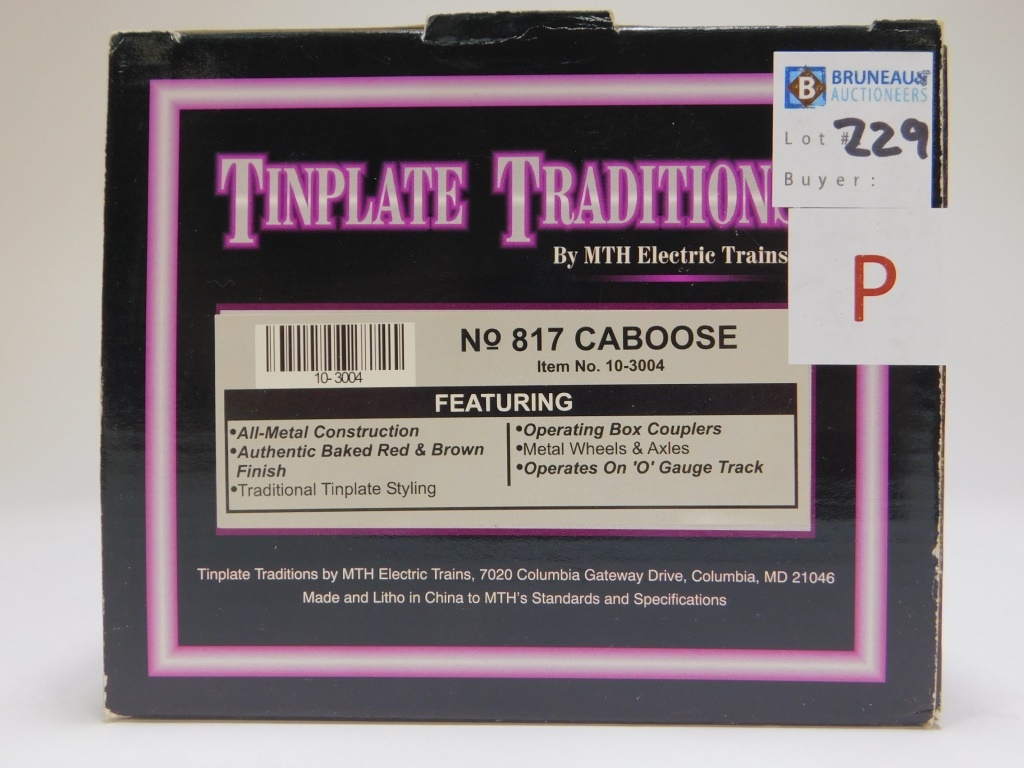 BRUNEAU & CO.
AUCTIONEERS
Lot # 229
Buyer:
P
TINPLATE TRADITIONS
By MTH Electric Trains
10-3004
Nº 817 CABOOSE
Item No. 10-3004
FEATURING
•All-Metal Construction
•Authentic Baked Red & Brown
Finish
•Traditional Tinplate Styling
•Operating Box Couplers
•Metal Wheels & Axles
•Operates On 'O' Gauge Track
Tinplate Traditions by MTH Electric Trains, 7020 Columbia Gateway Drive, Columbia, MD 21046
Made and Litho in China to MTH's Standards and Specifications